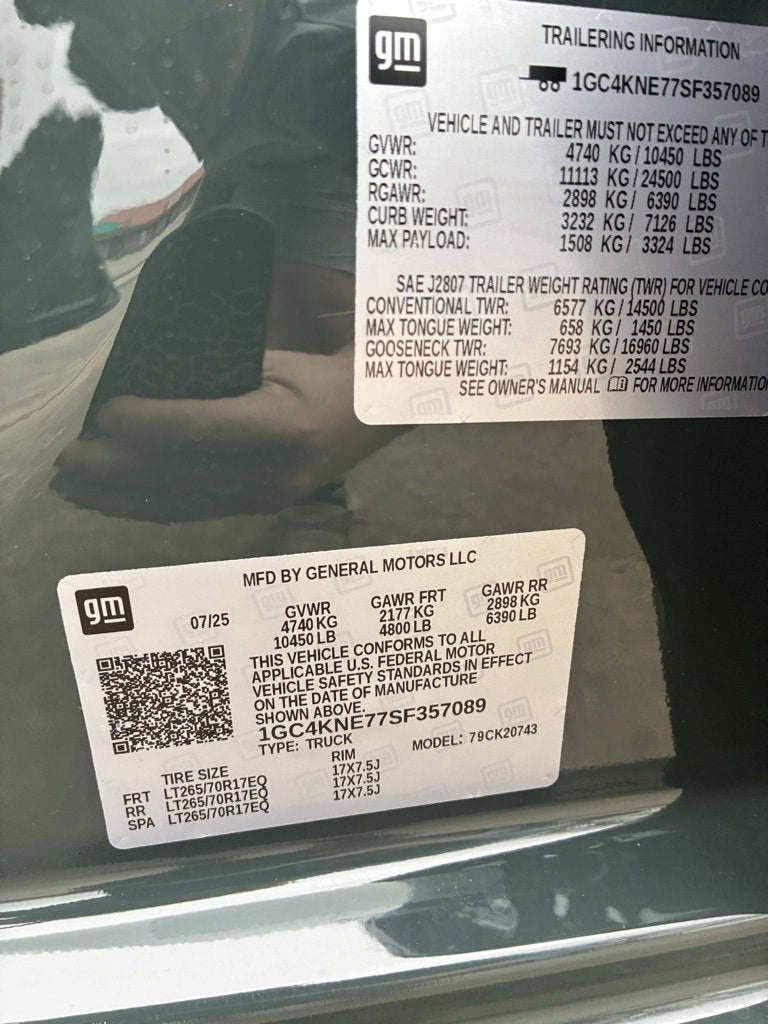 gm
TRAILERING INFORMATION
1GC4KNE77SF357089
VEHICLE AND TRAILER MUST NOT EXCEED ANY OF
GVWR: 4740 KG/10450 LBS
GCWR: 11113 KG/24500 LBS
RGAWR: 2898 KG/ 6390 LBS
CURB WEIGHT: 3232 KG/ 7126 LBS
MAX PAYLOAD: 1508 KG/ 3324 LBS
SAE J2807 TRAILER WEIGHT RATING (TWR) FOR VEHICLE
CONVENTIONAL TWR: 6577 KG/14500 LBS
MAX TONGUE WEIGHT: 658 KG/ 1450 LBS
GOOSENECK TWR: 7693 KG/16960 LBS
MAX TONGUE WEIGHT: 1154 KG/ 2544 LBS
SEE OWNER'S MANUAL FOR MORE INFORMATIO
gm
MFD BY GENERAL MOTORS LLC
07/25 GVWR GAWR FRT GAWR RR
4740 KG 2177 KG 2898 KG
10450 LB 4800 LB 6390 LB
THIS VEHICLE CONFORMS TO ALL
APPLICABLE U.S. FEDERAL MOTOR
VEHICLE SAFETY STANDARDS IN EFFECT
ON THE DATE OF MANUFACTURE
SHOWN ABOVE.
1GC4KNE77SF357089
TYPE: TRUCK MODEL: 79CK20743
TIRE SIZE RIM
FRT LT265/70R17EQ 17X7.5J
RR LT265/70R17EQ 17X7.5J
SPA LT265/70R17EQ 17X7.5J